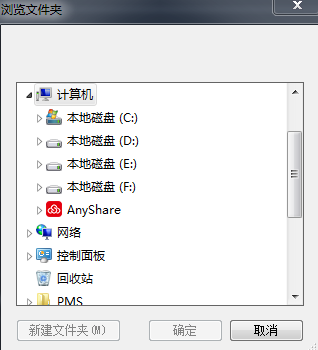 浏览文件夹
计算机
本地磁盘 (C:)
本地磁盘 (D:)
本地磁盘 (E:)
本地磁盘 (F:)
AnyShare
网络
控制面板
回收站
PMS
新建文件夹(M) 确定 取消